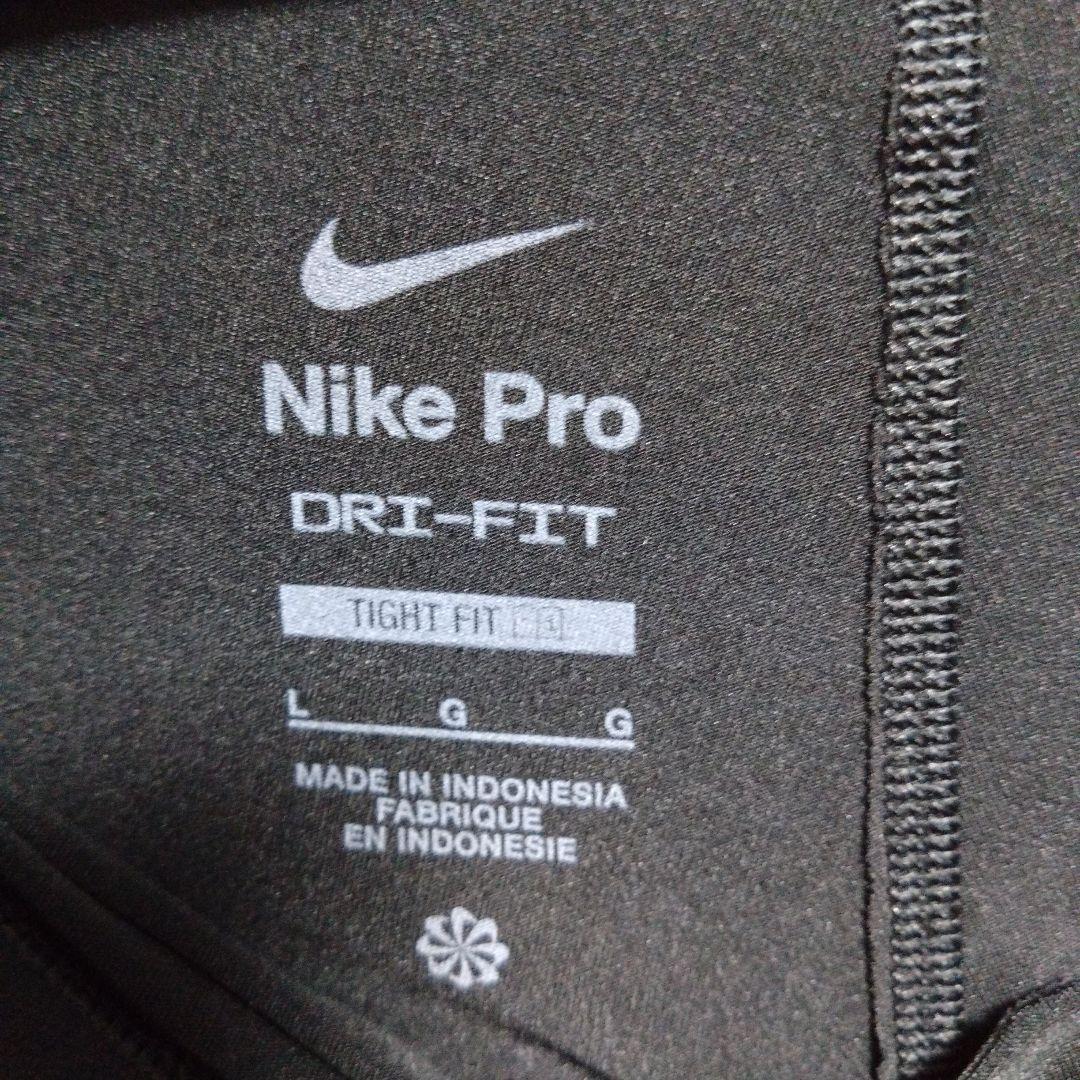 Nike Pro
DRI-FIT
TIGHT FIT
L G G
MADE IN INDONESIA
FABRIQUE
EN INDONESIE